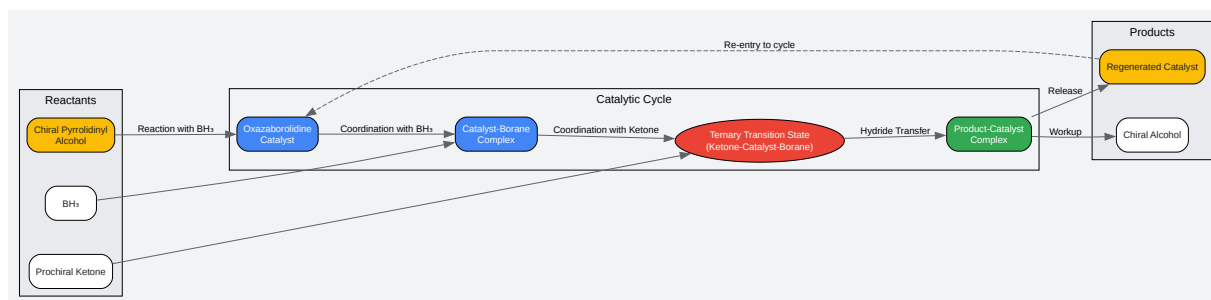 Reactants
Chiral Pyrrolidinyl
Alcohol
BH₃
Prochiral Ketone
Reaction with BH₃
Catalytic Cycle
Oxazaborolidine
Catalyst
Coordination with BH₃
Catalyst-Borane
Complex
Coordination with Ketone
Ternary Transition State
(Ketone-Catalyst-Borane)
Hydride Transfer
Product-Catalyst
Complex
Re-entry to cycle
Release
Workup
Products
Regenerated Catalyst
Chiral Alcohol